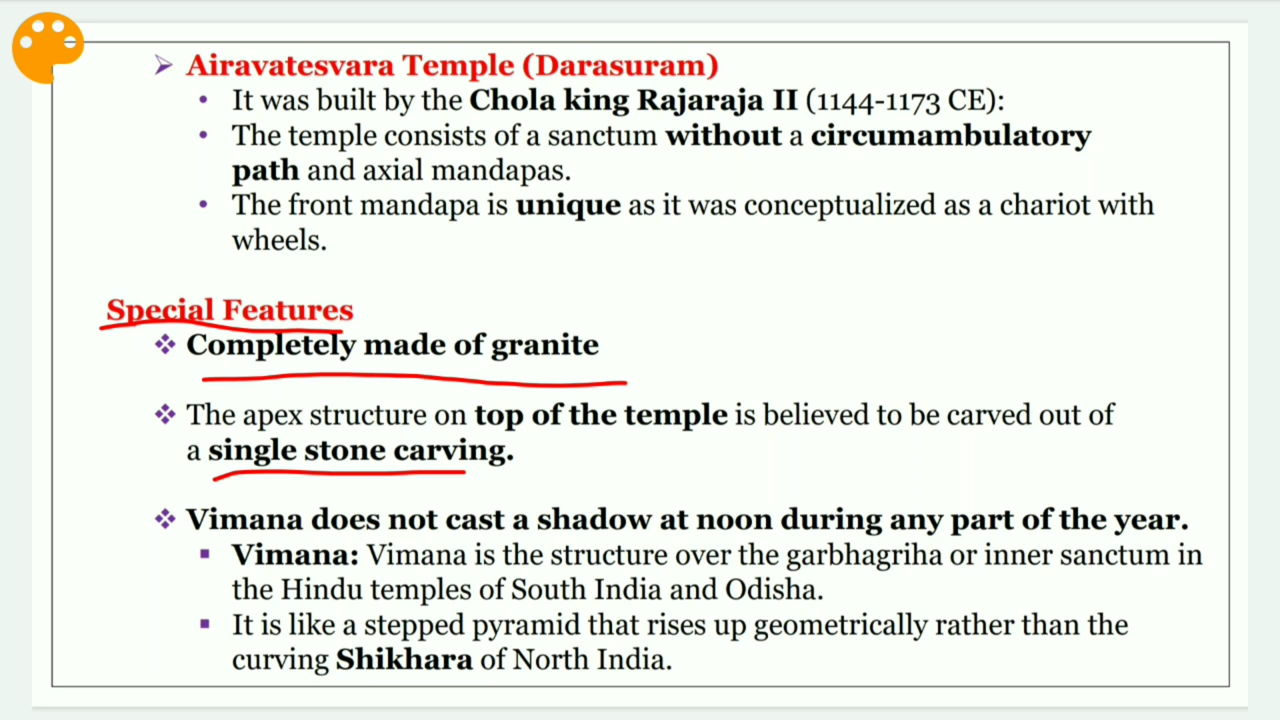 Airavatesvara Temple (Darasuram)
It was built by the Chola king Rajaraja II (1144-1173 CE):
The temple consists of a sanctum without a circumambulatory
path and axial mandapas.
The front mandapa is unique as it was conceptualized as a chariot with
wheels.
Special Features
Completely made of granite
The apex structure on top of the temple is believed to be carved out of
a single stone carving.
Vimana does not cast a shadow at noon during any part of the year.
Vimana: Vimana is the structure over the garbhagriha or inner sanctum in
the Hindu temples of South India and Odisha.
It is like a stepped pyramid that rises up geometrically rather than the
curving Shikhara of North India.